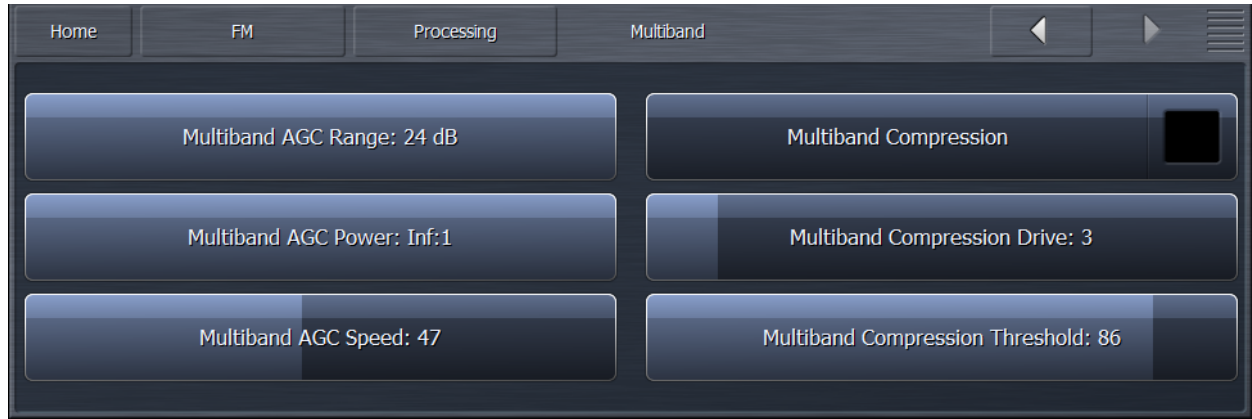 Home FM Processing Multiband
Multiband AGC Range: 24 dB
Multiband Compression
Multiband AGC Power: Inf:1
Multiband Compression Drive: 3
Multiband AGC Speed: 47
Multiband Compression Threshold: 86